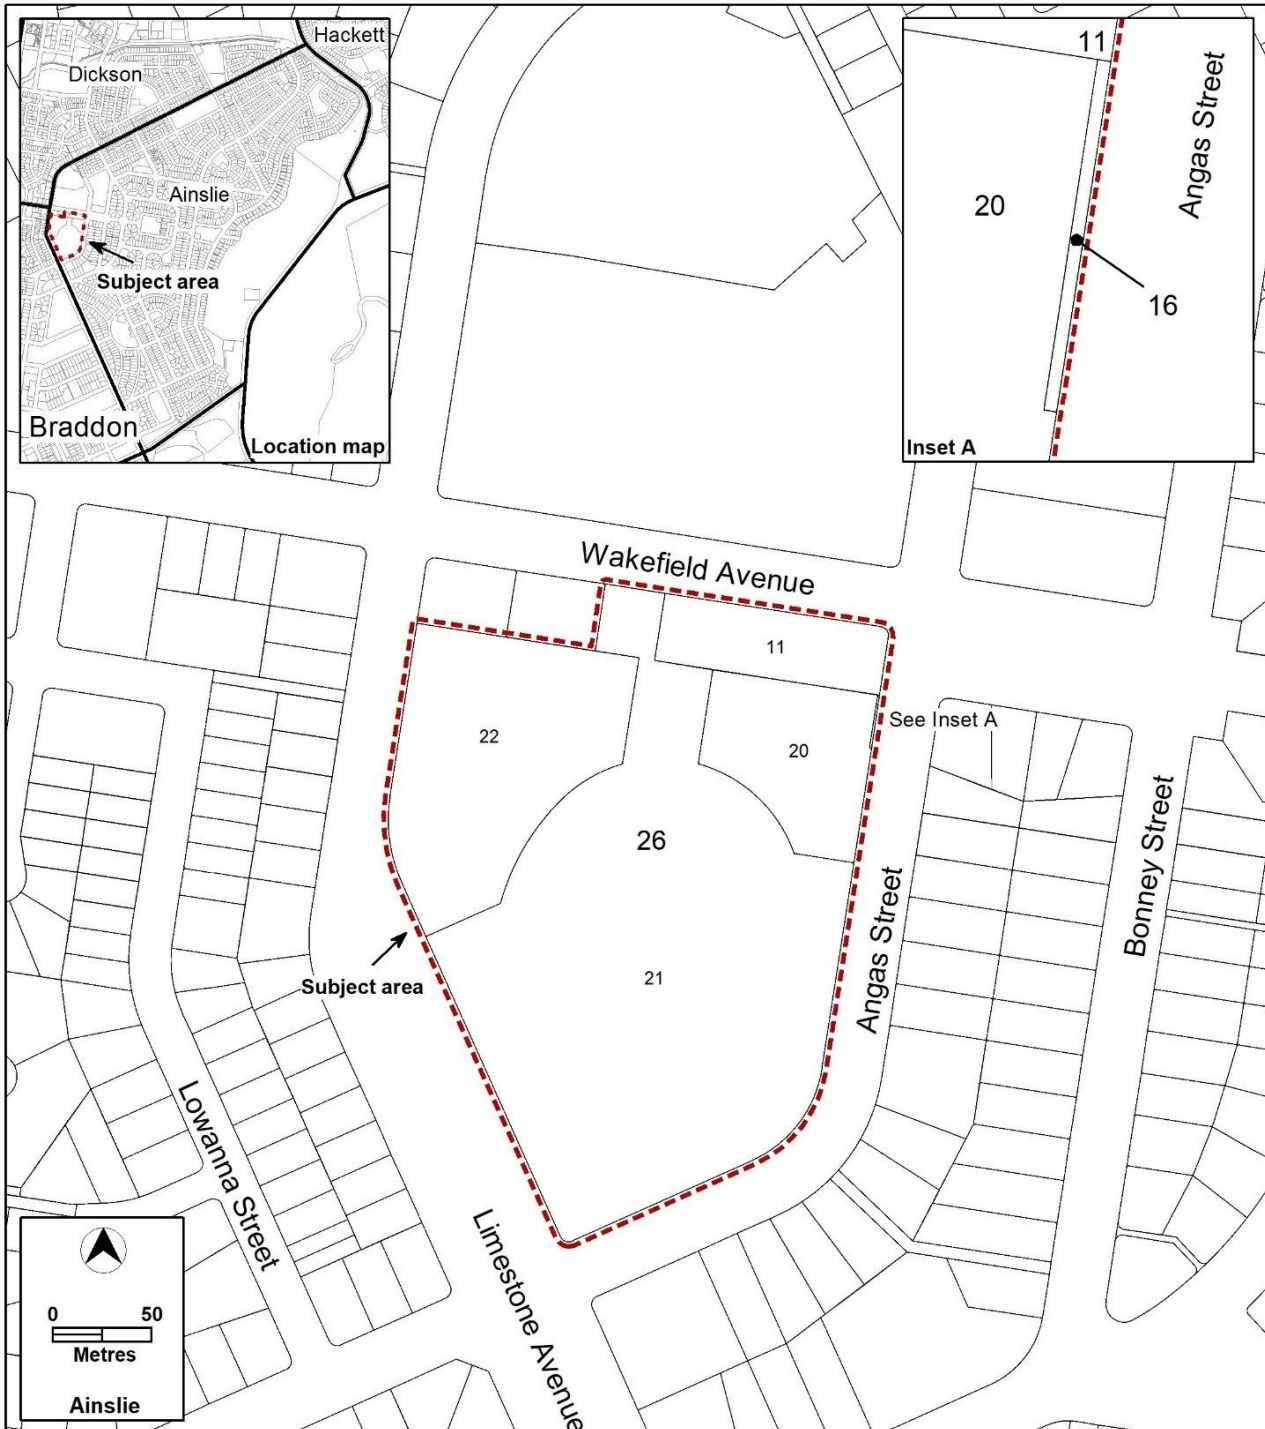 Hackett
Dickson
Ainslie
Subject area
Braddon
Location map
11
Angas Street
20
16
Inset A
Wakefield Avenue
11
See Inset A
22
20
26
Bonney Street
Angas Street
21
Subject area
Lowanna Street
Limestone Avenue
0 50
Metres
Ainslie